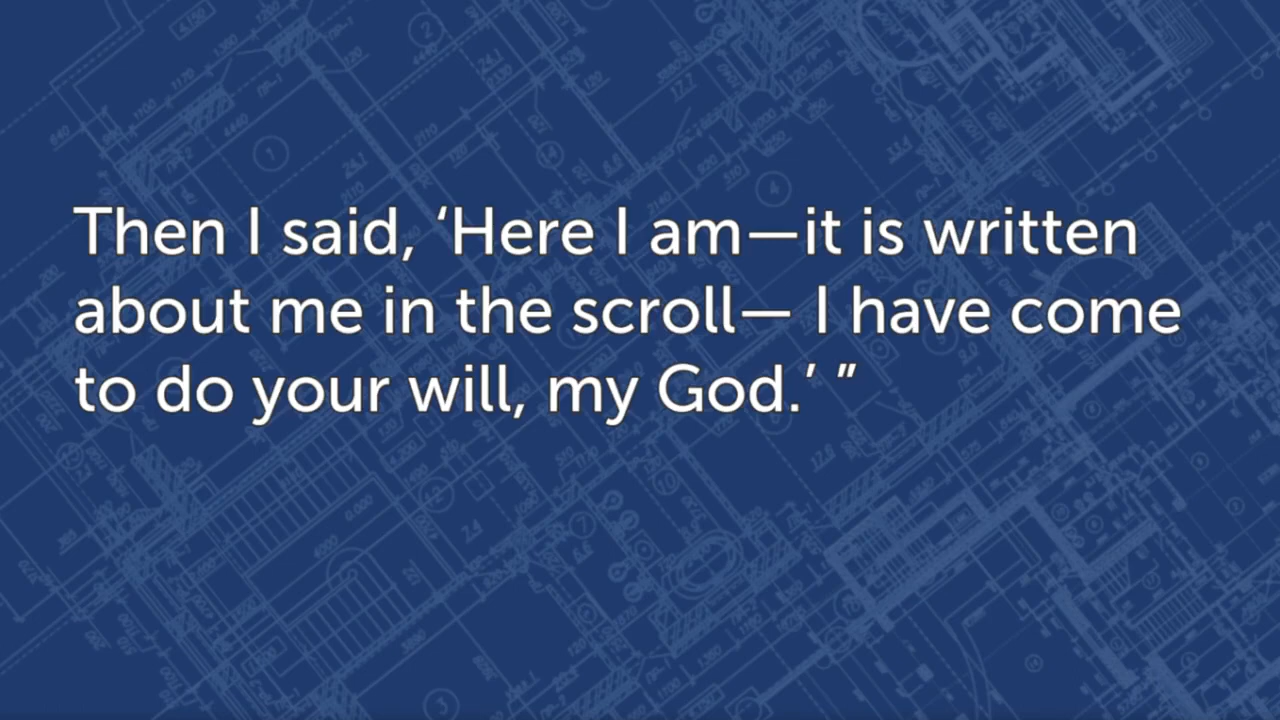 Then I said, ‘Here I am—it is written
about me in the scroll— I have come
to do your will, my God.’ ”